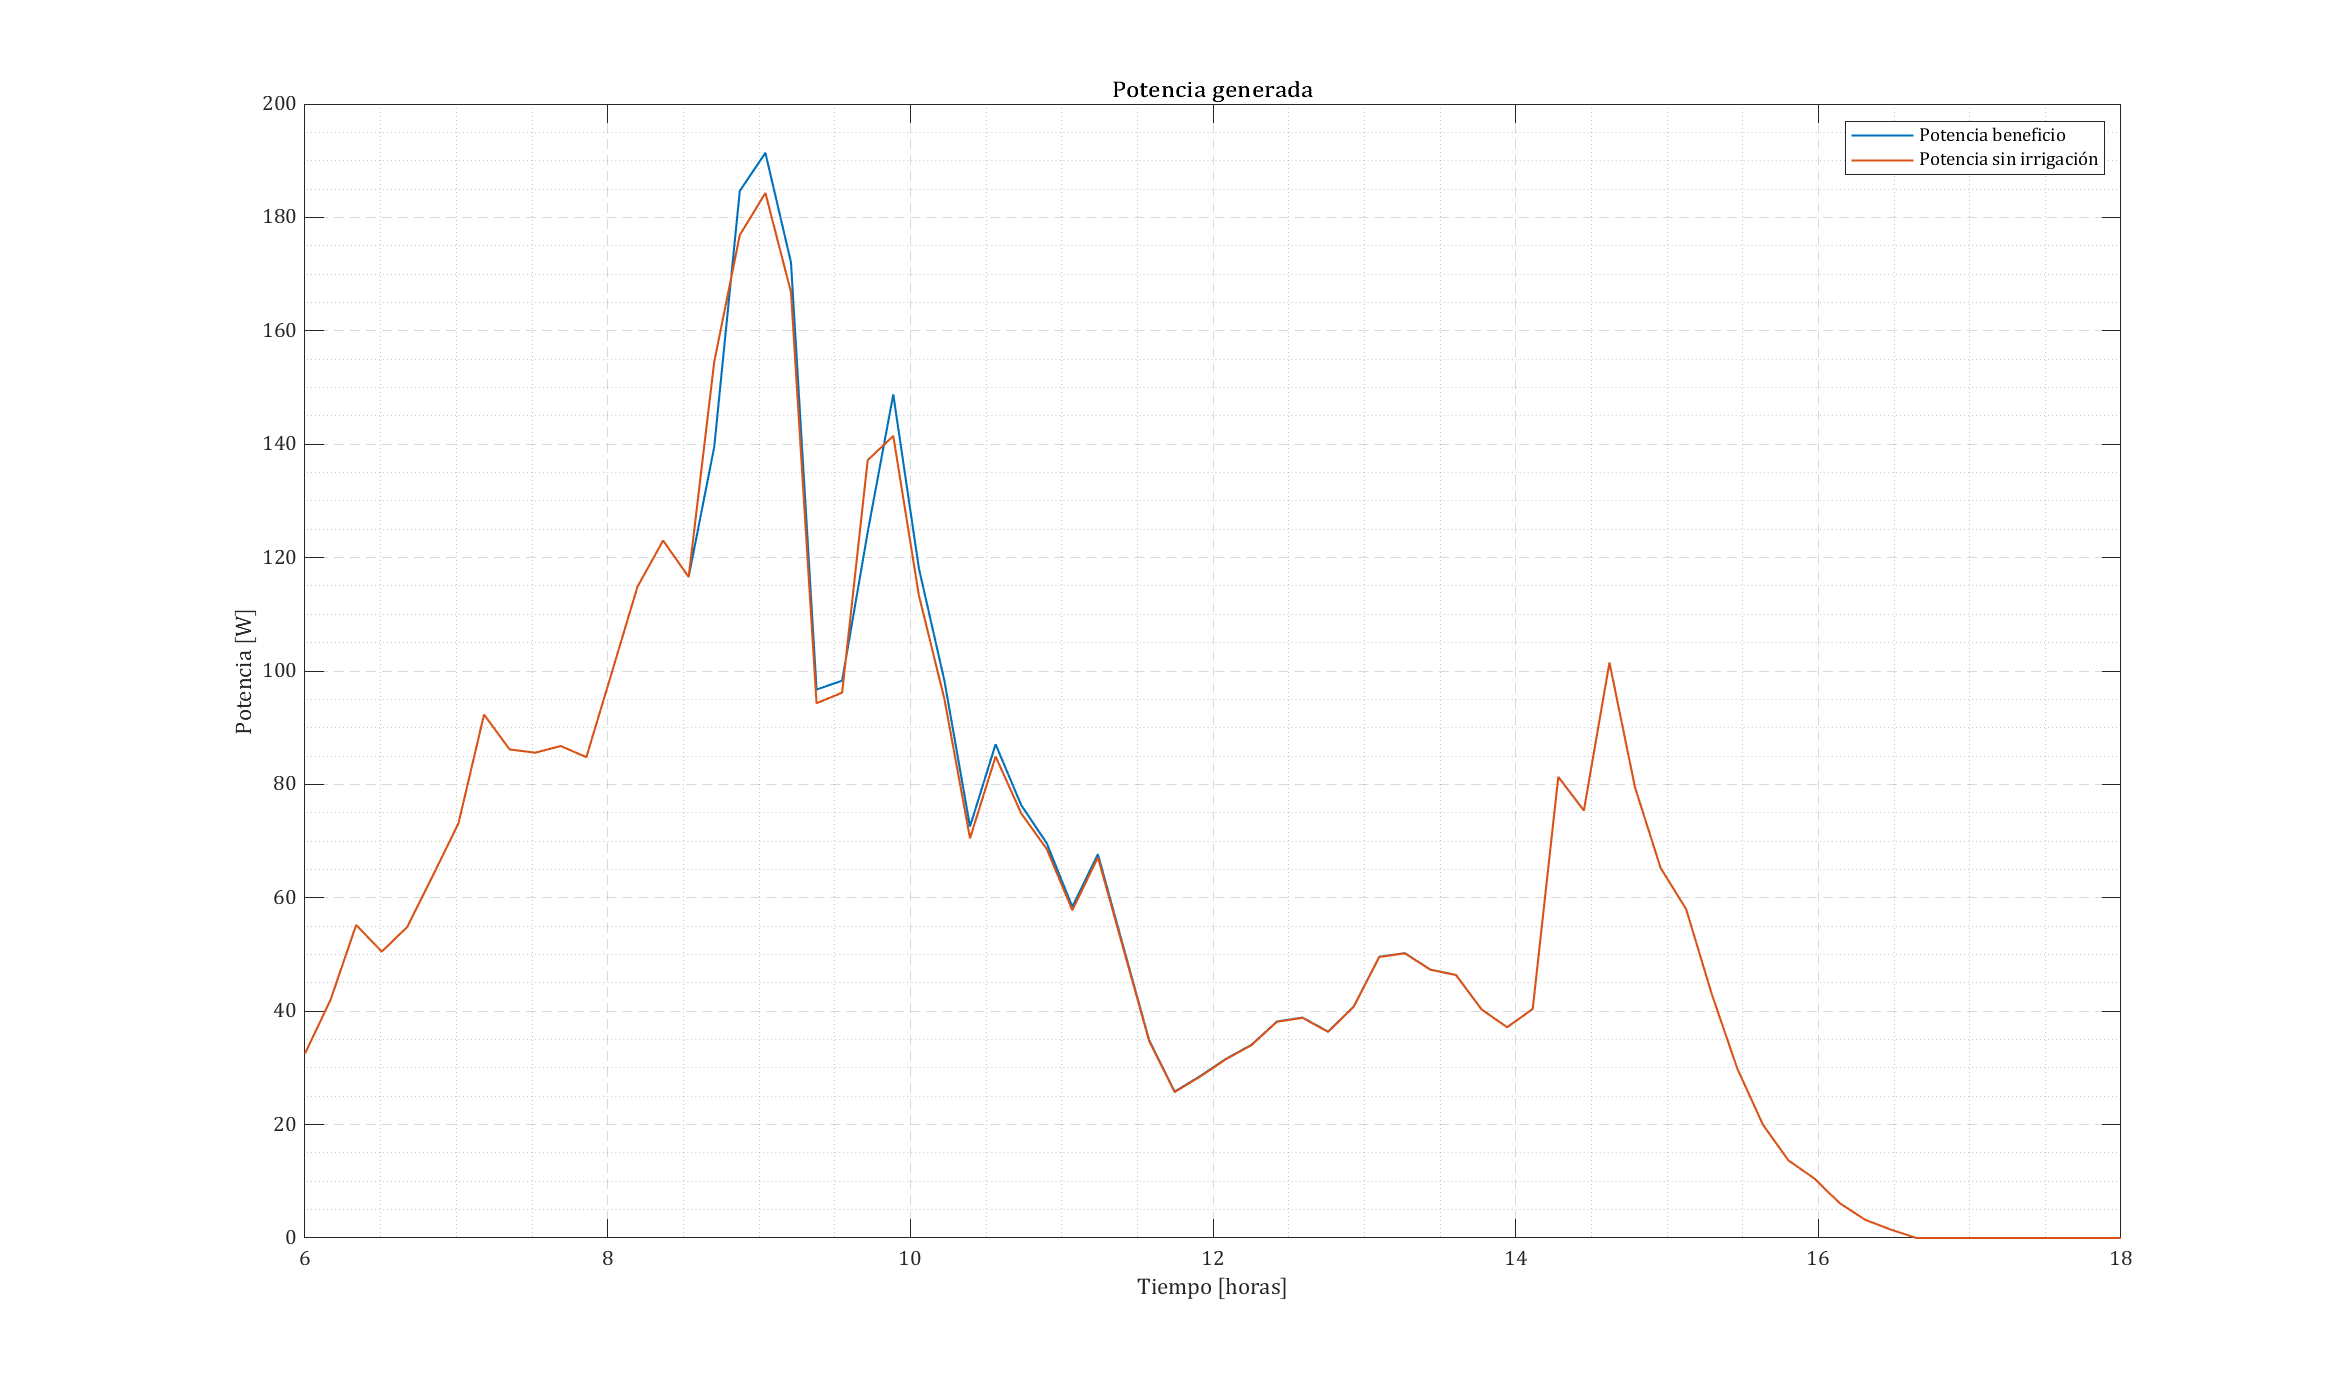 Potencia generada
200
180
160
140
120
100
80
60
40
20
0
Potencia [W]
Potencia beneficio
Potencia sin irrigación
6 8 10 12 14 16 18
Tiempo [horas]